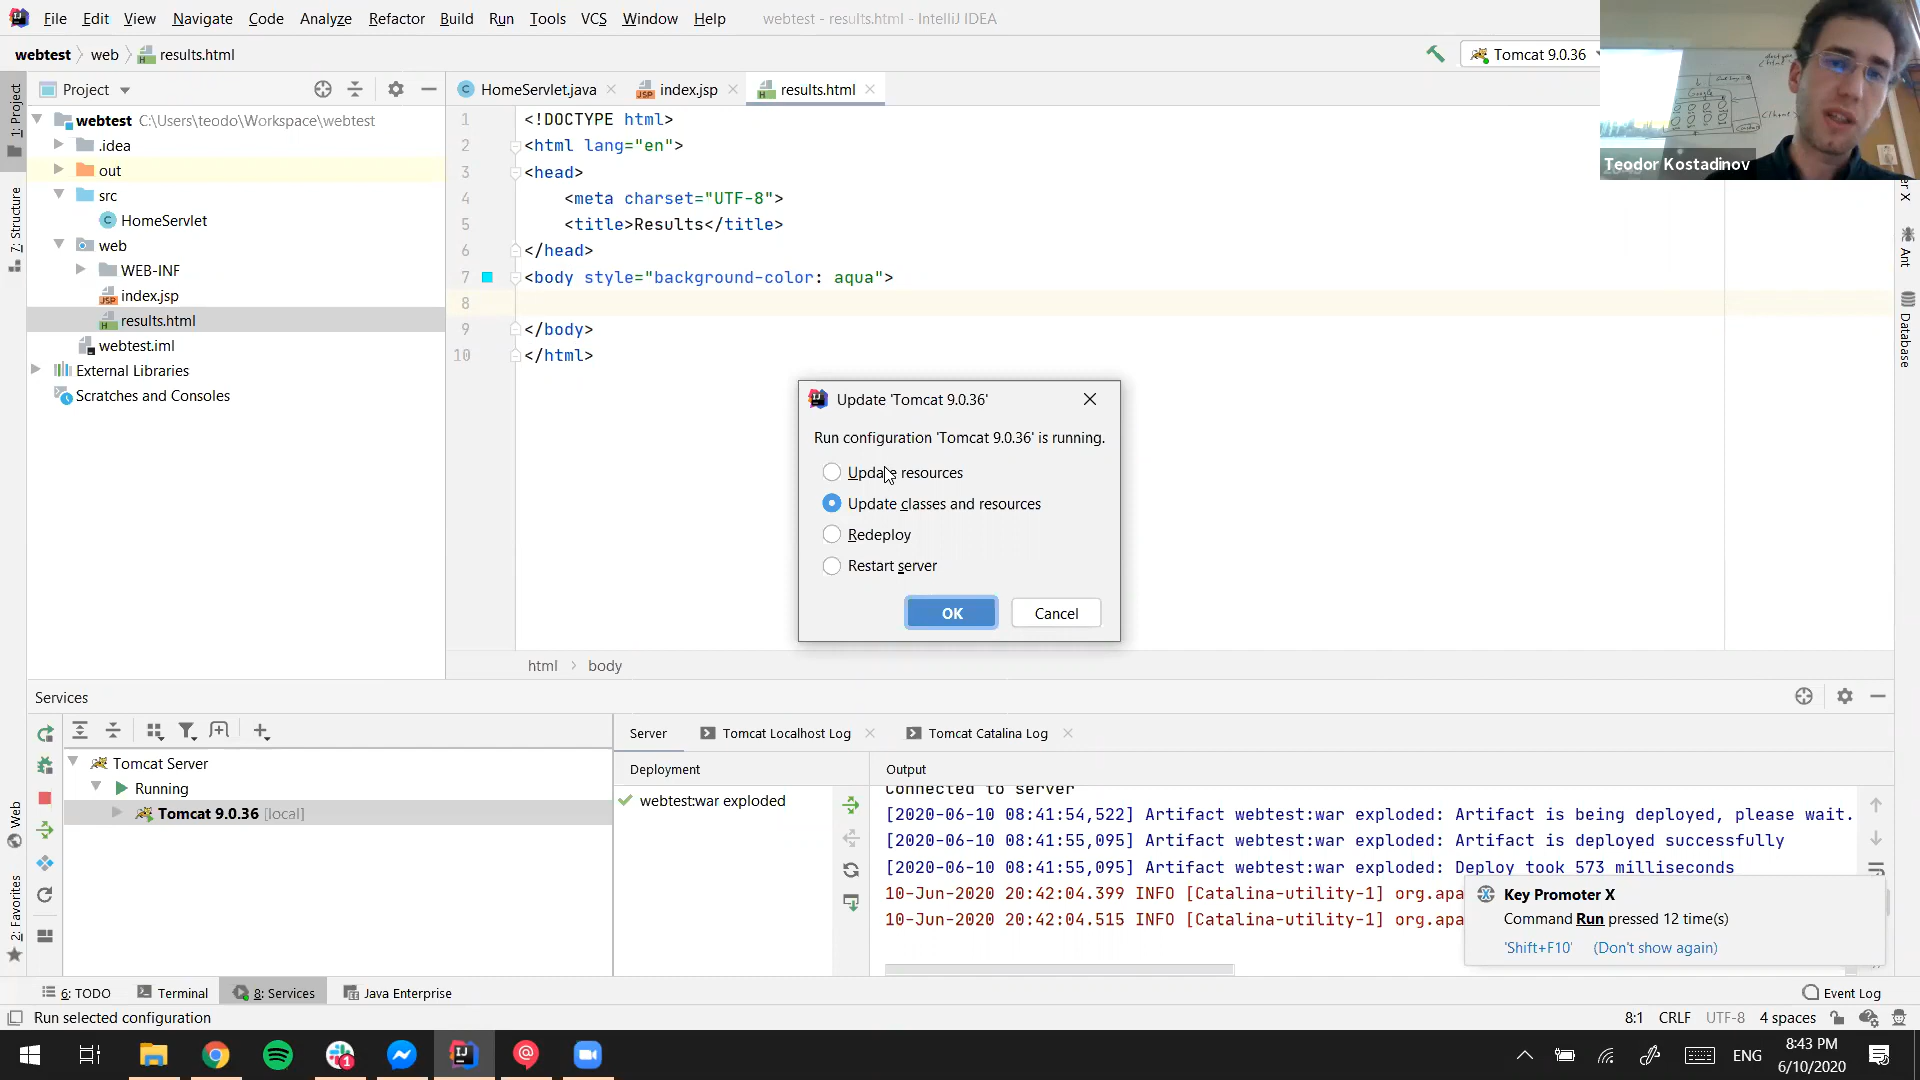 File Edit View Navigate Code Analyze Refactor Build Run Tools VCS Window Help webtest - results.html - IntelliJ IDEA
webtest web results.html
Tomcat 9.0.36
Teodor Kostadinov
Project
HomeServlet.java index.jsp results.html
1: Project
7: Structure
Web
2: Favorites
Ant
Database
webtest C:\Users\teodo\Workspace\webtest
.idea
out
src
HomeServlet
web
WEB-INF
index.jsp
results.html
webtest.iml
External Libraries
Scratches and Consoles
1 <!DOCTYPE html>
2 <html lang="en">
3 <head>
4 <meta charset="UTF-8">
5 <title>Results</title>
6 </head>
7 <body style="background-color: aqua">
8
9 </body>
10 </html>
Update 'Tomcat 9.0.36'
Run configuration 'Tomcat 9.0.36' is running.
Update resources
Update classes and resources
Redeploy
Restart server
OK Cancel
html body
Services
Tomcat Server
Running
Tomcat 9.0.36 [local]
Server Tomcat Localhost Log Tomcat Catalina Log
Deployment Output
webtest:war exploded
Connected to server
[2020-06-10 08:41:54,522] Artifact webtest:war exploded: Artifact is being deployed, please wait.
[2020-06-10 08:41:55,095] Artifact webtest:war exploded: Artifact is deployed successfully
[2020-06-10 08:41:55,095] Artifact webtest:war exploded: Deploy took 573 milliseconds
10-Jun-2020 20:42:04.399 INFO [Catalina-utility-1] org.apa
10-Jun-2020 20:42:04.515 INFO [Catalina-utility-1] org.apa
Key Promoter X
Command Run pressed 12 time(s)
'Shift+F10' (Don't show again)
6: TODO Terminal 8: Services Java Enterprise Event Log
Run selected configuration 8:1 CRLF UTF-8 4 spaces
1
ENG
8:43 PM
6/10/2020